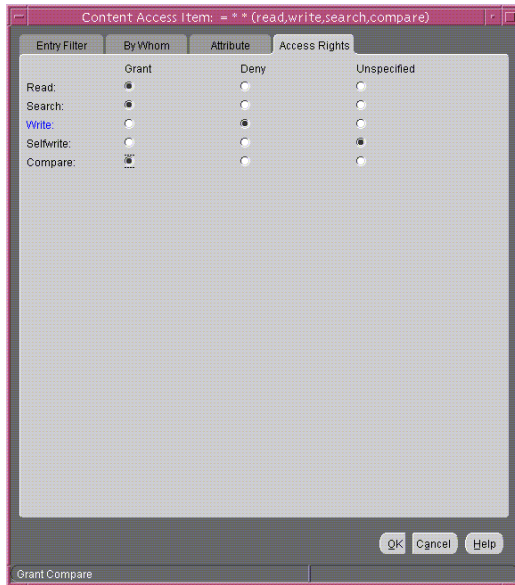 Content Access Item: = * * (read,write,search,compare)
Entry Filter By Whom Attribute Access Rights
Grant Deny Unspecified
Read:
Search:
Write:
Selfwrite:
Compare:
OK Cancel Help
Grant Compare